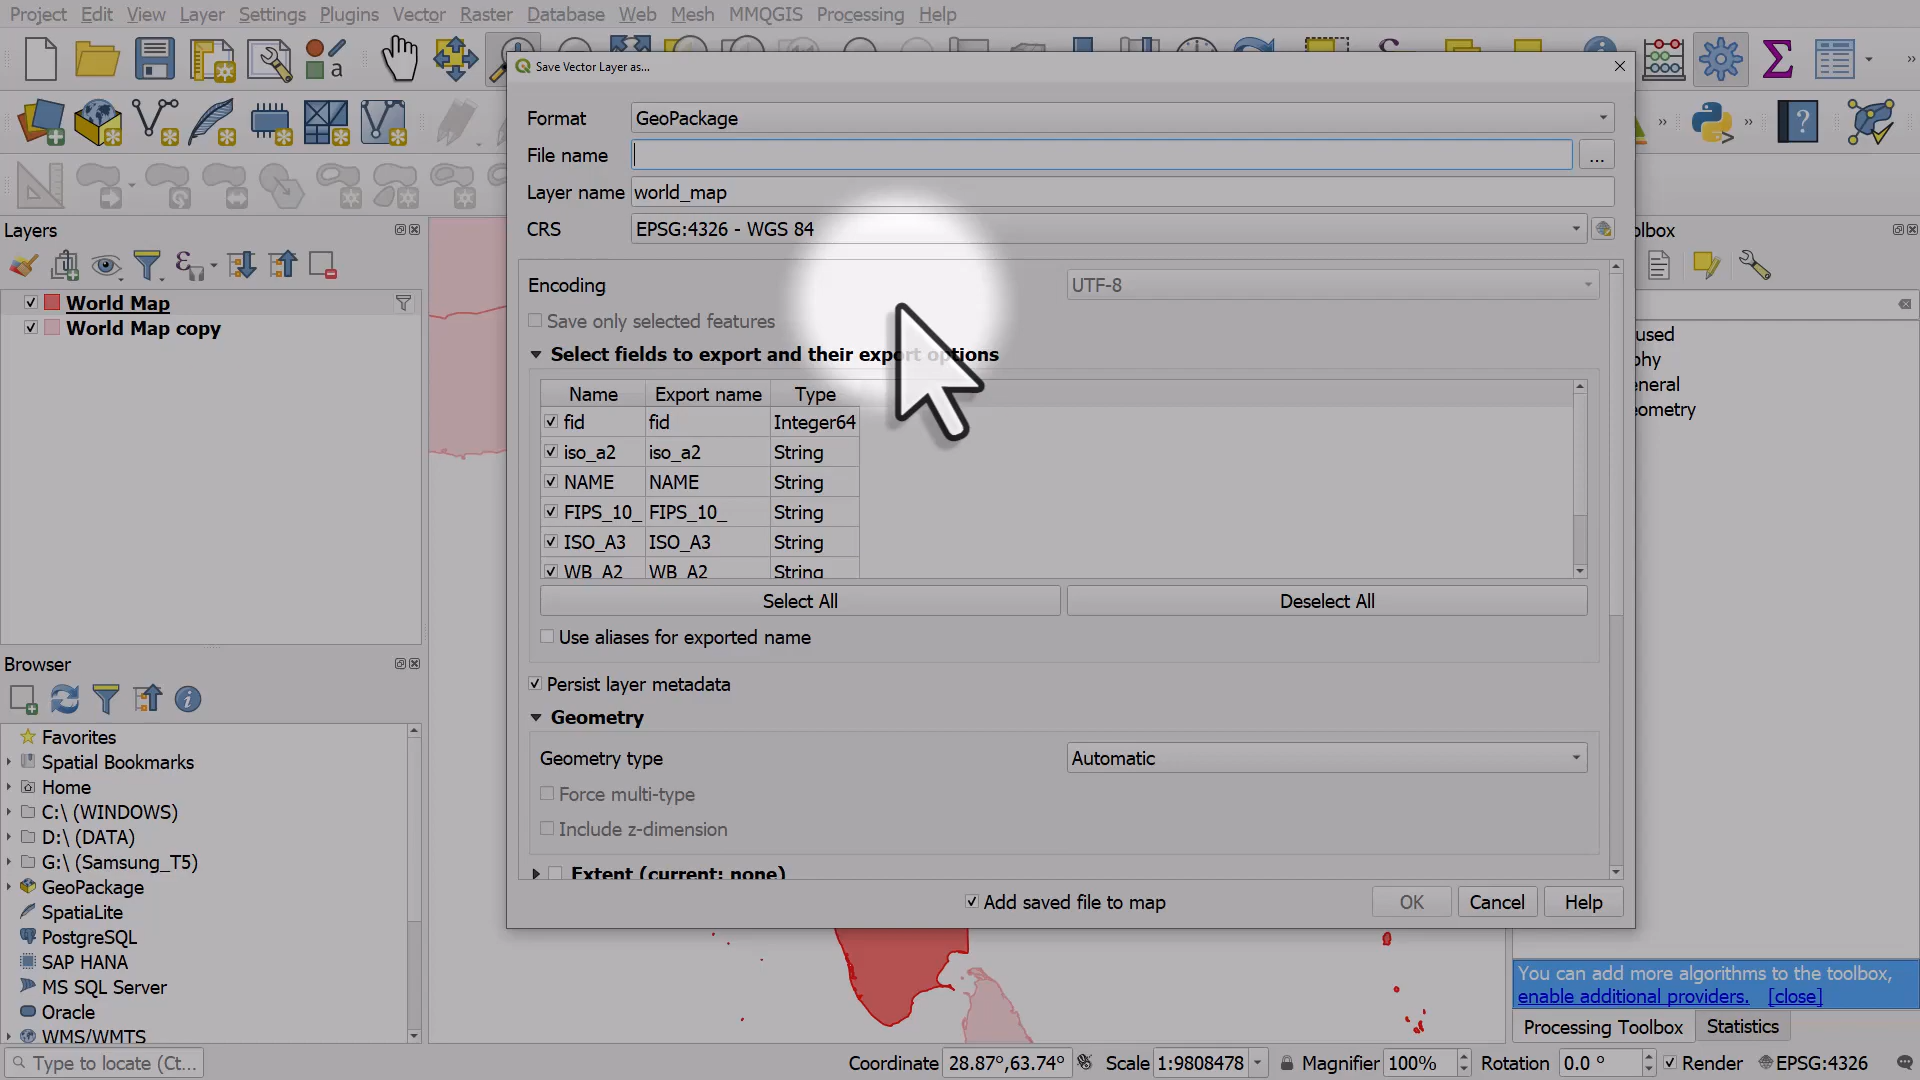 Project Edit View Layer Settings Plugins Vector Raster Database Web Mesh MMQGIS Processing Help
Save Vector Layer as...
Format GeoPackage
File name ...
Layer name world_map
CRS EPSG:4326 - WGS 84
Encoding UTF-8
Save only selected features
Select fields to export and their export options
Name Export name Type
fid fid Integer64
iso_a2 iso_a2 String
NAME NAME String
FIPS_10_ FIPS_10_ String
ISO_A3 ISO_A3 String
WB_A2 WB_A2 String
Select All Deselect All
Use aliases for exported name
Persist layer metadata
Geometry
Geometry type Automatic
Force multi-type
Include z-dimension
Extent (current: none)
Add saved file to map OK Cancel Help
Layers
World Map
World Map copy
Browser
Favorites
Spatial Bookmarks
Home
C:\ (WINDOWS)
D:\ (DATA)
G:\ (Samsung_T5)
GeoPackage
SpatiaLite
PostgreSQL
SAP HANA
MS SQL Server
Oracle
WMS/WMTS
olbox
used
phy
eneral
eometry
You can add more algorithms to the toolbox,
enable additional providers. [close]
Processing Toolbox Statistics
Type to locate (Ct... Coordinate 28.87°,63.74° Scale 1:9808478 Magnifier 100% Rotation 0.0 ° Render EPSG:4326